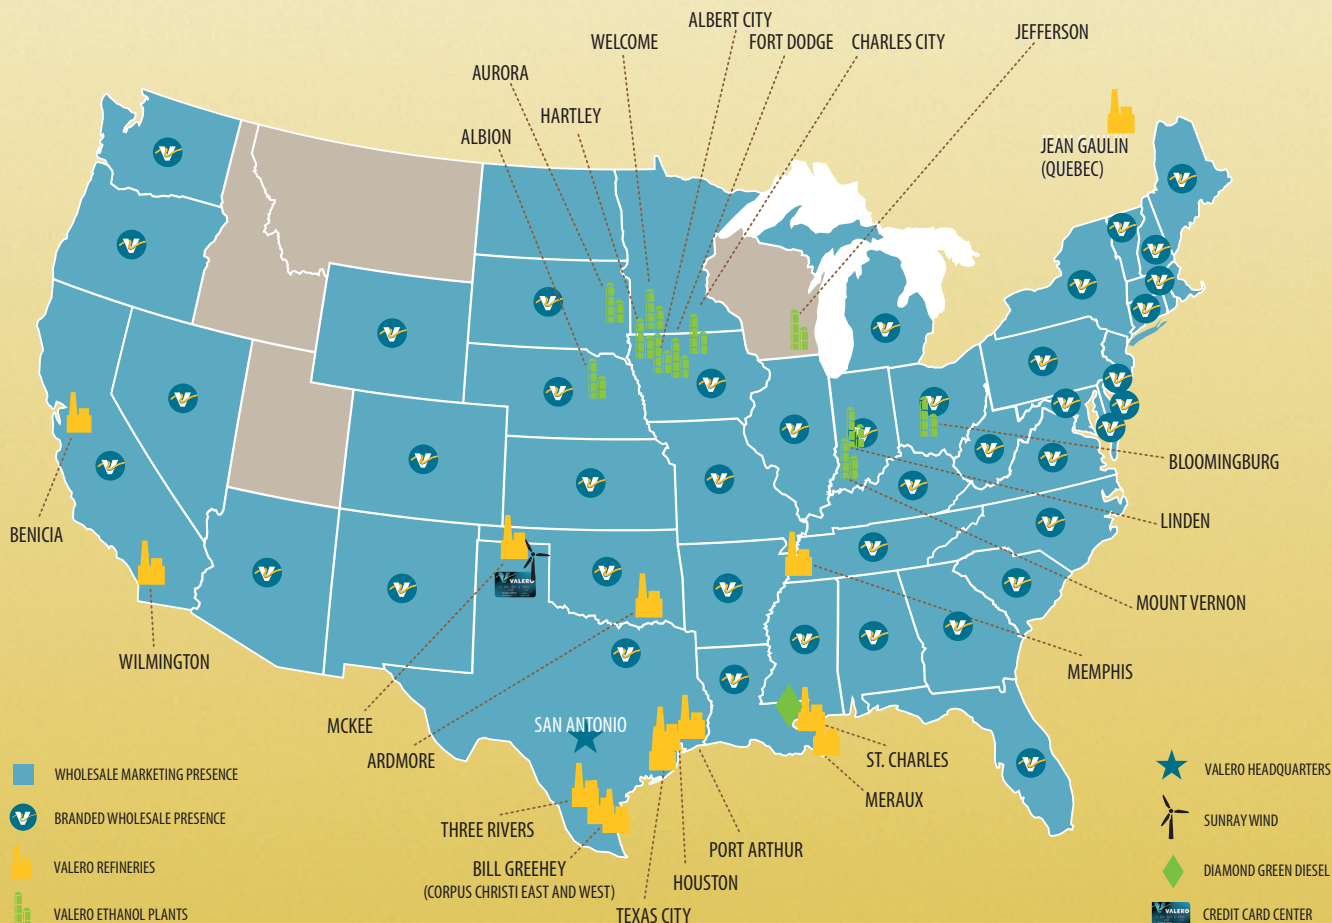 ALBERT CITY
WELCOME
FORT DODGE
CHARLES CITY
JEFFERSON
AURORA
HARTLEY
ALBION
JEAN GAULIN
(QUEBEC)
BLOOMINGBURG
LINDEN
MOUNT VERNON
MEMPHIS
BENICIA
WILMINGTON
VALERO
MCKEE
ARDMORE
SAN ANTONIO
ST. CHARLES
MERAUX
THREE RIVERS
BILL GREEHEY
(CORPUS CHRISTI EAST AND WEST)
PORT ARTHUR
HOUSTON
TEXAS CITY
WHOLESALE MARKETING PRESENCE
BRANDED WHOLESALE PRESENCE
VALERO REFINERIES
VALERO ETHANOL PLANTS
VALERO HEADQUARTERS
SUNRAY WIND
DIAMOND GREEN DIESEL
VALERO
CREDIT CARD CENTER